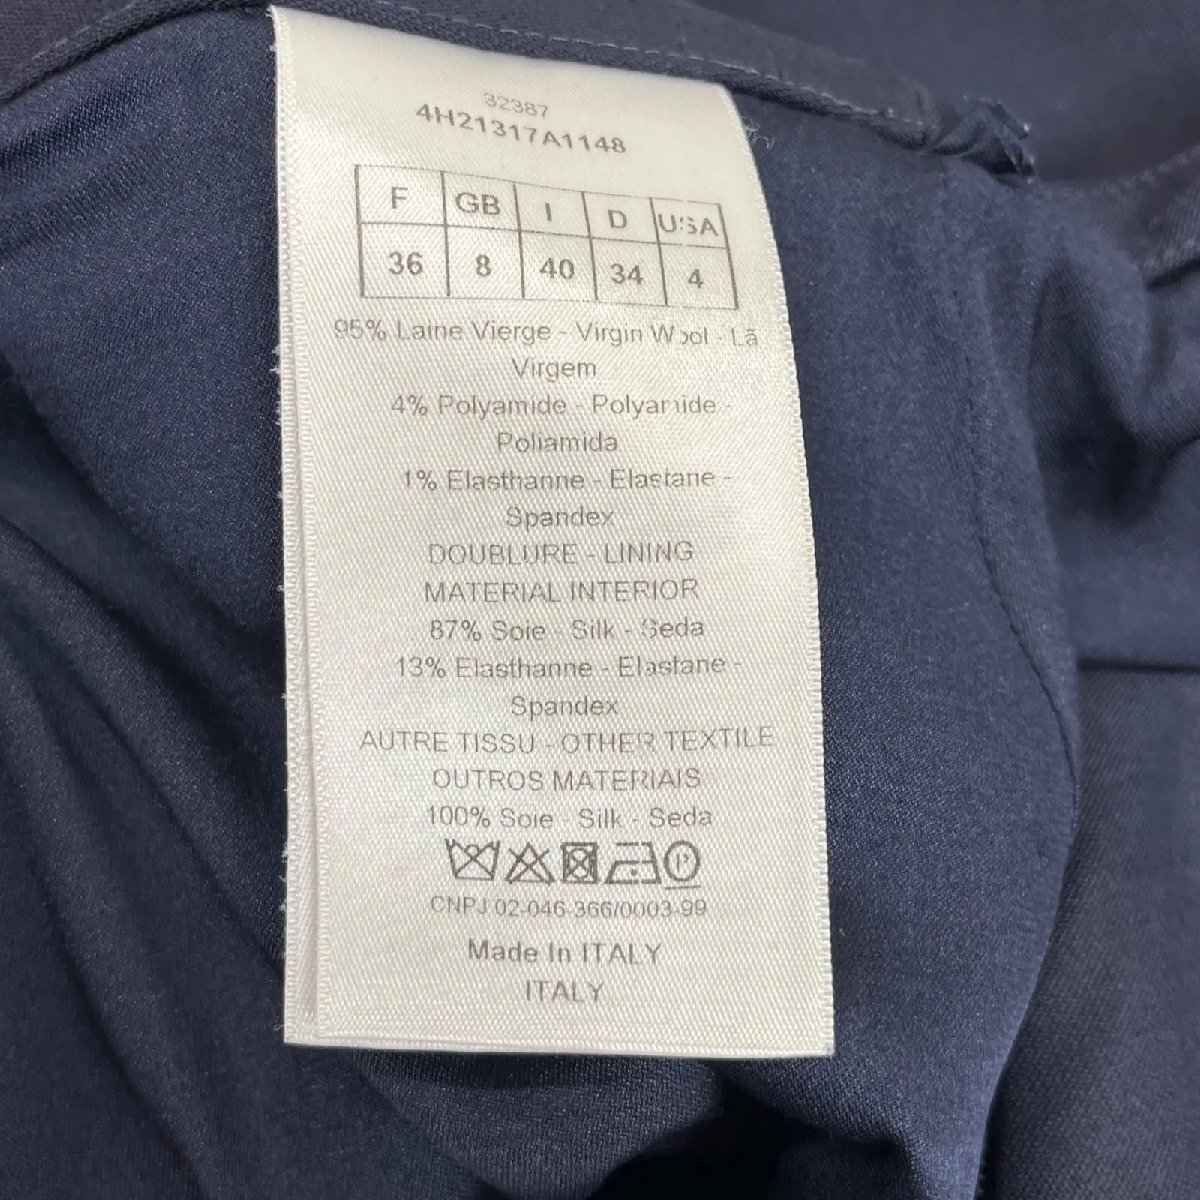 32387
4H21317A1148
F GB I D USA
36 8 40 34 4
95% Laine Vierge - Virgin Wool - Lã
Virgem
4% Polyamide - Polyamide -
Poliamida
1% Elasthanne - Elastane -
Spandex
DOUBLURE - LINING
MATERIAL INTERIOR
87% Soie - Silk - Seda
13% Elasthanne - Elastane -
Spandex
AUTRE TISSU - OTHER TEXTILE
OUTROS MATERIAIS
100% Soie - Silk - Seda
P
CNPJ 02-046-366/0003-99
Made In ITALY
ITALY